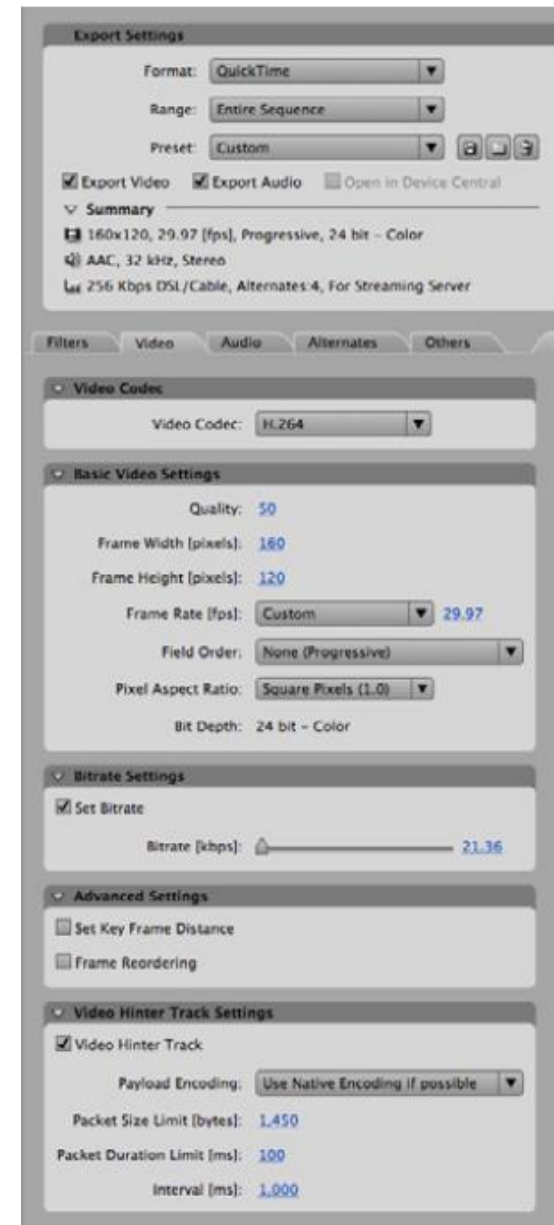 Export Settings
Format: QuickTime
Range: Entire Sequence
Preset: Custom
Export Video Export Audio Open in Device Central
Summary
160x120, 29.97 [fps], Progressive, 24 bit – Color
AAC, 32 kHz, Stereo
256 Kbps DSL/Cable, Alternates:4, For Streaming Server
Filters Video Audio Alternates Others
Video Codec
Video Codec: H.264
Basic Video Settings
Quality: 50
Frame Width [pixels]: 160
Frame Height [pixels]: 120
Frame Rate [fps]: Custom 29.97
Field Order: None (Progressive)
Pixel Aspect Ratio: Square Pixels (1.0)
Bit Depth: 24 bit – Color
Bitrate Settings
Set Bitrate
Bitrate [kbps]: 21.36
Advanced Settings
Set Key Frame Distance
Frame Reordering
Video Hinter Track Settings
Video Hinter Track
Payload Encoding: Use Native Encoding if possible
Packet Size Limit [bytes]: 1,450
Packet Duration Limit [ms]: 100
Interval [ms]: 1,000